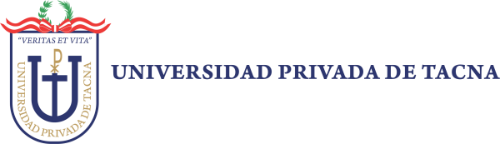 "VERITAS ET VITA"
UNIVERSIDAD PRIVADA DE TACNA
UNIVERSIDAD PRIVADA DE TACNA